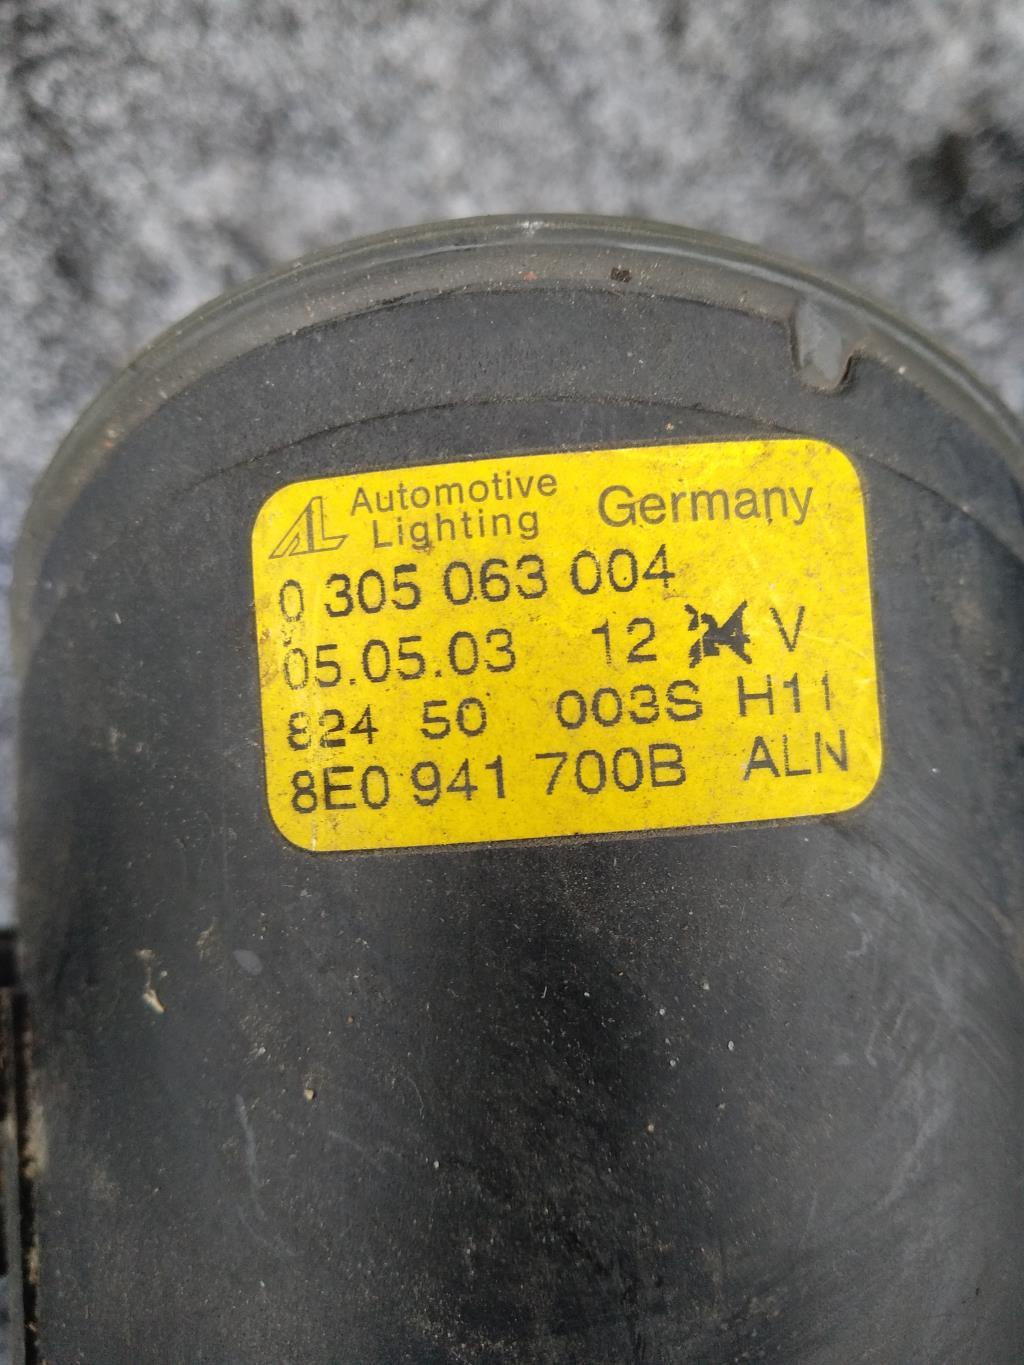 AL Automotive Lighting Germany
0 305 063 004
05.05.03 12 24 V
824 50 003S H11
8E0 941 700B ALN